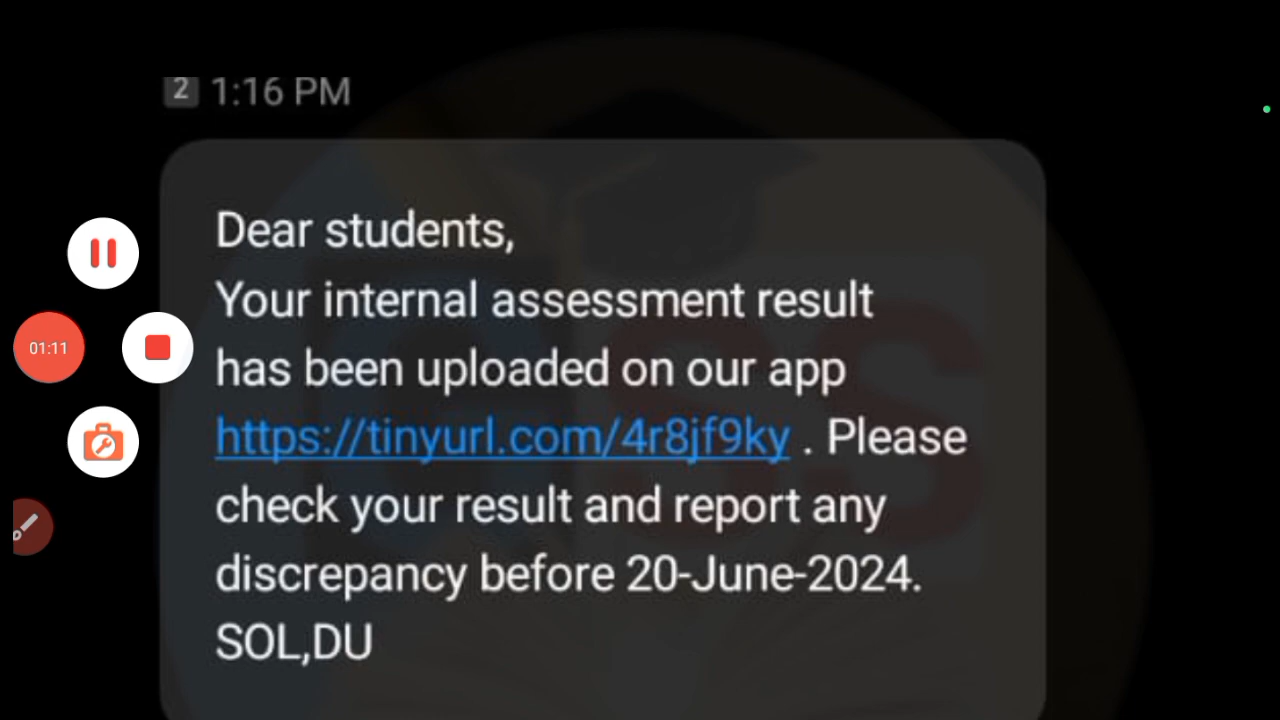 2 1:16 PM
Dear students,
Your internal assessment result
has been uploaded on our app
https://tinyurl.com/4r8jf9ky . Please
check your result and report any
discrepancy before 20-June-2024.
SOL,DU
01:11